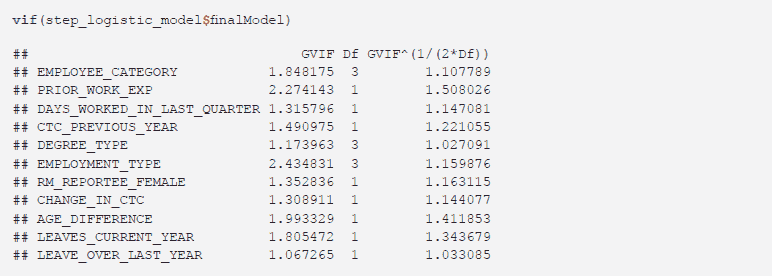 vif(step_logistic_model$finalModel)
## GVIF Df GVIF^(1/(2*Df))
## EMPLOYEE_CATEGORY 1.848175 3 1.107789
## PRIOR_WORK_EXP 2.274143 1 1.508026
## DAYS_WORKED_IN_LAST_QUARTER 1.315796 1 1.147081
## CTC_PREVIOUS_YEAR 1.490975 1 1.221055
## DEGREE_TYPE 1.173963 3 1.027091
## EMPLOYMENT_TYPE 2.434831 3 1.159876
## RM_REPORTEE_FEMALE 1.352836 1 1.163115
## CHANGE_IN_CTC 1.308911 1 1.144077
## AGE_DIFFERENCE 1.993329 1 1.411853
## LEAVES_CURRENT_YEAR 1.805472 1 1.343679
## LEAVE_OVER_LAST_YEAR 1.067265 1 1.033085